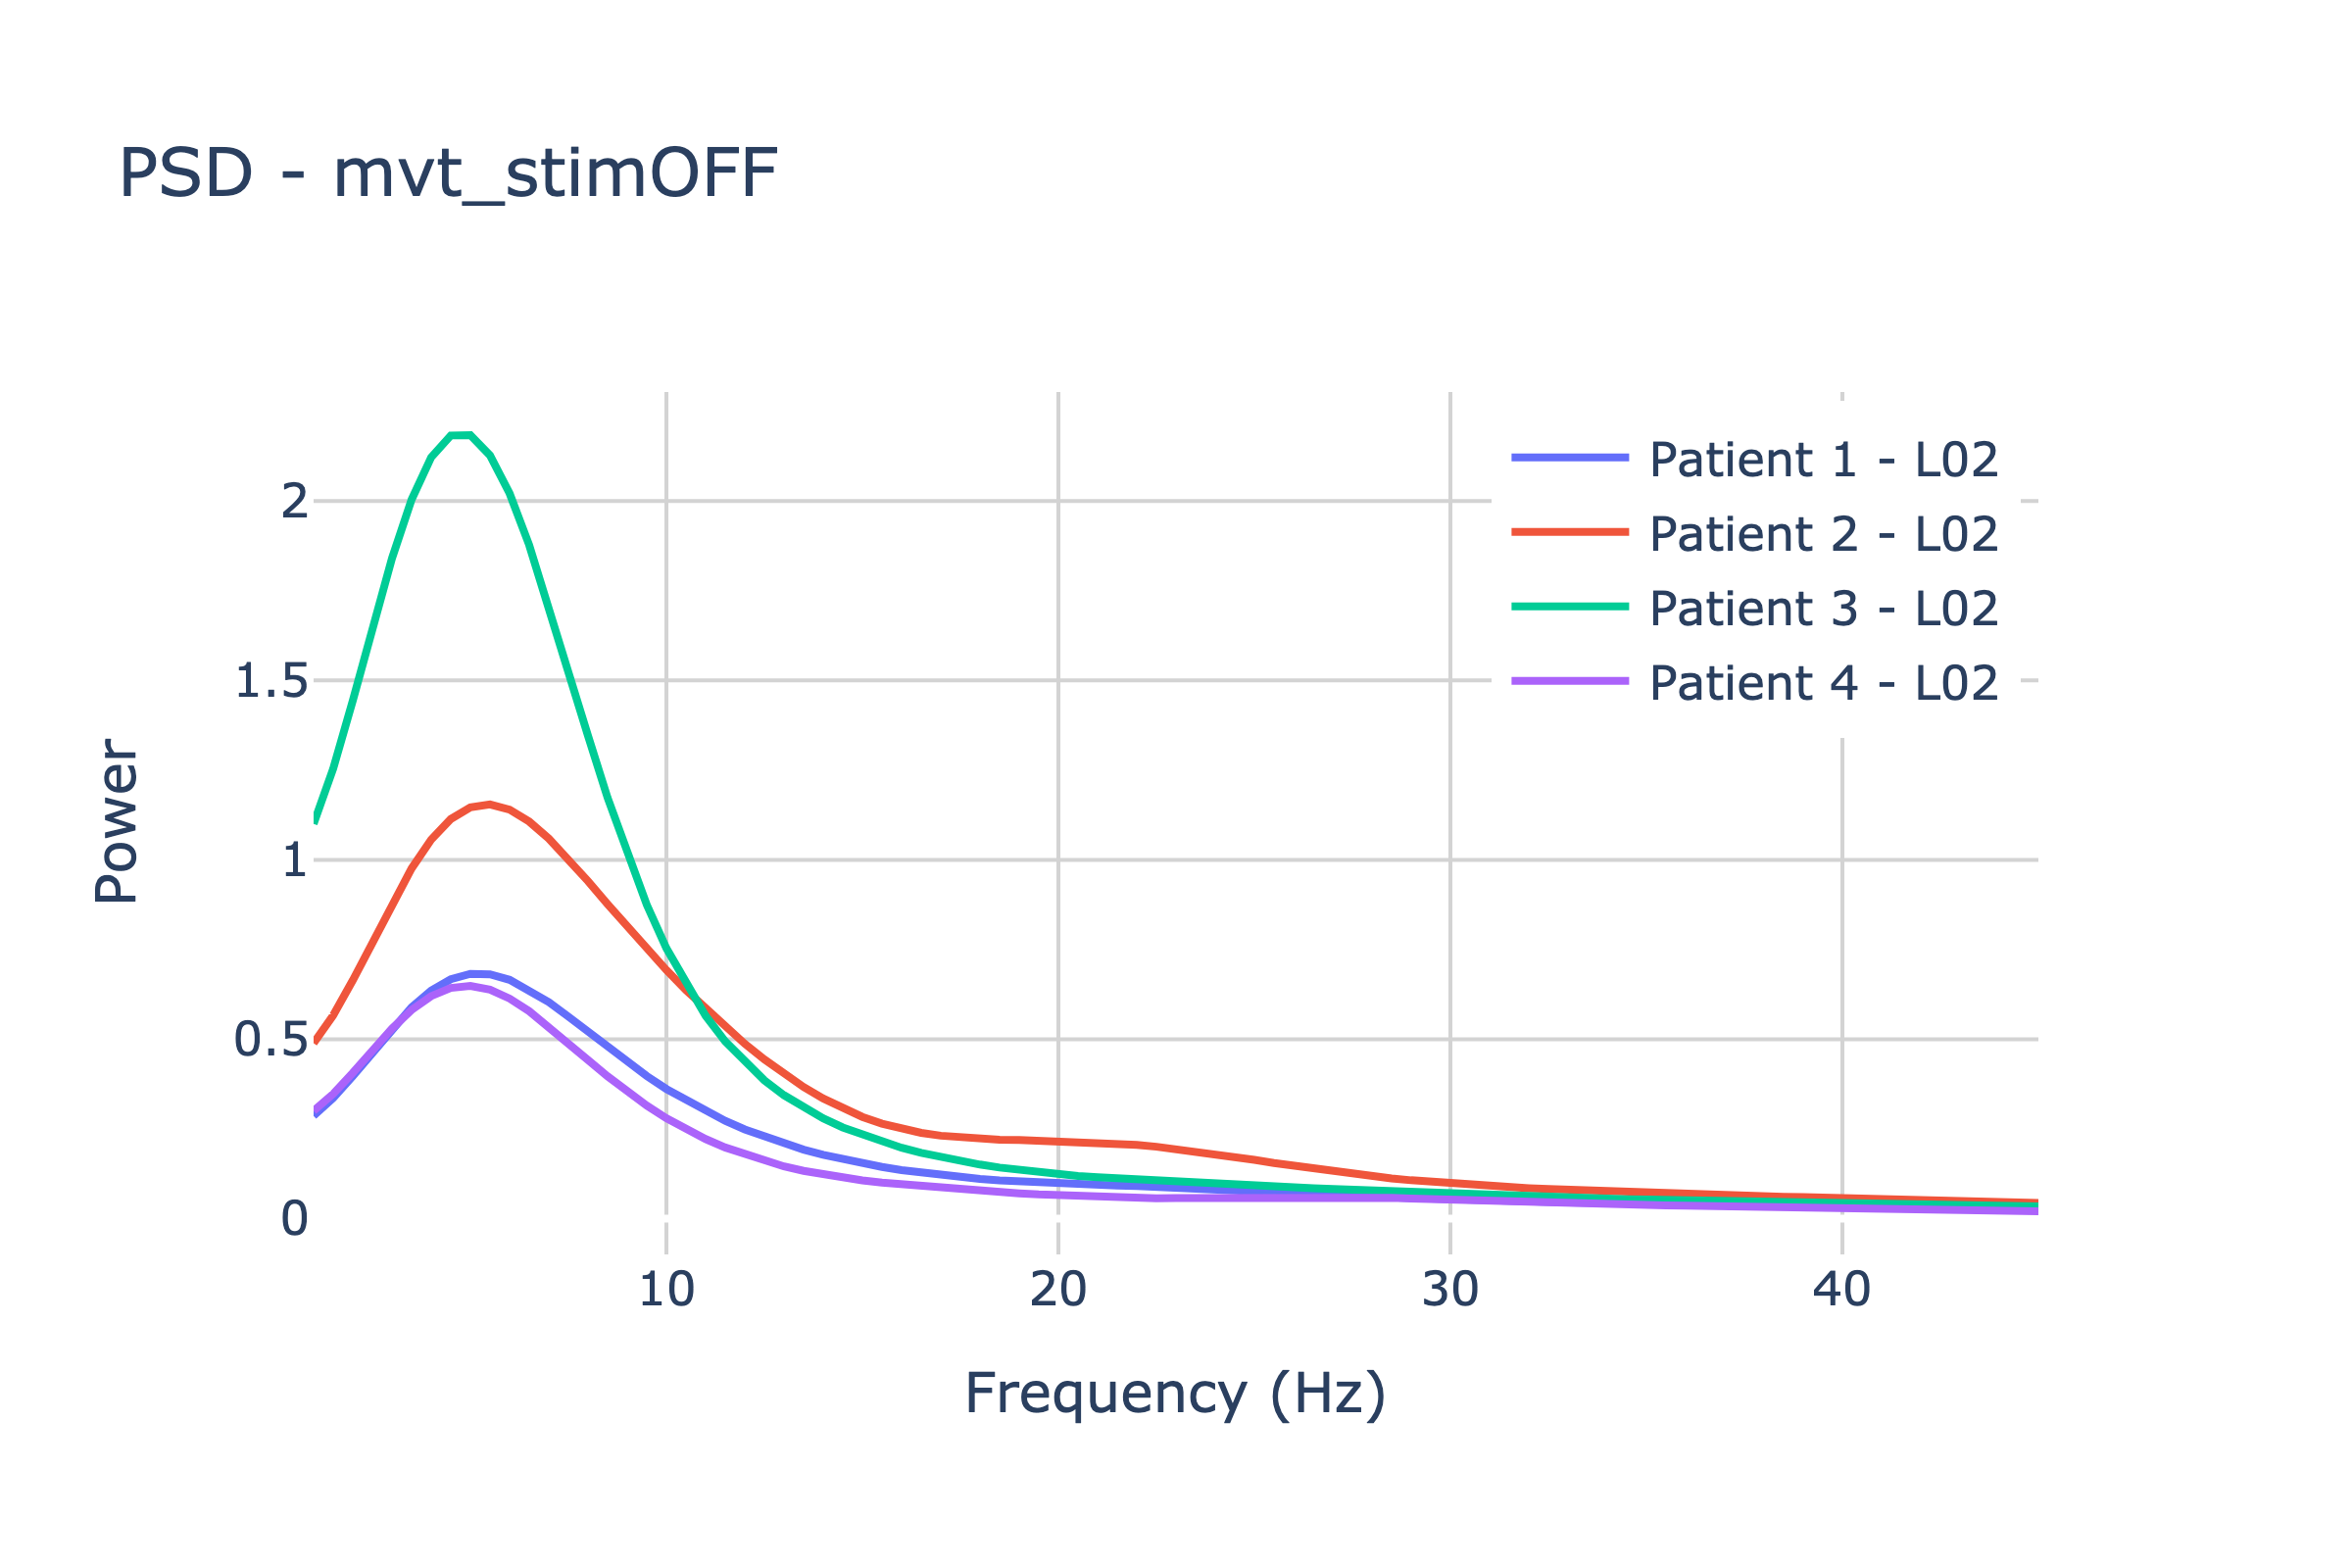 PSD - mvt_stimOFF
Patient 1 - L02
Patient 2 - L02
Patient 3 - L02
Patient 4 - L02
2
1.5
1
0.5
0
Power
10 20 30 40
Frequency (Hz)